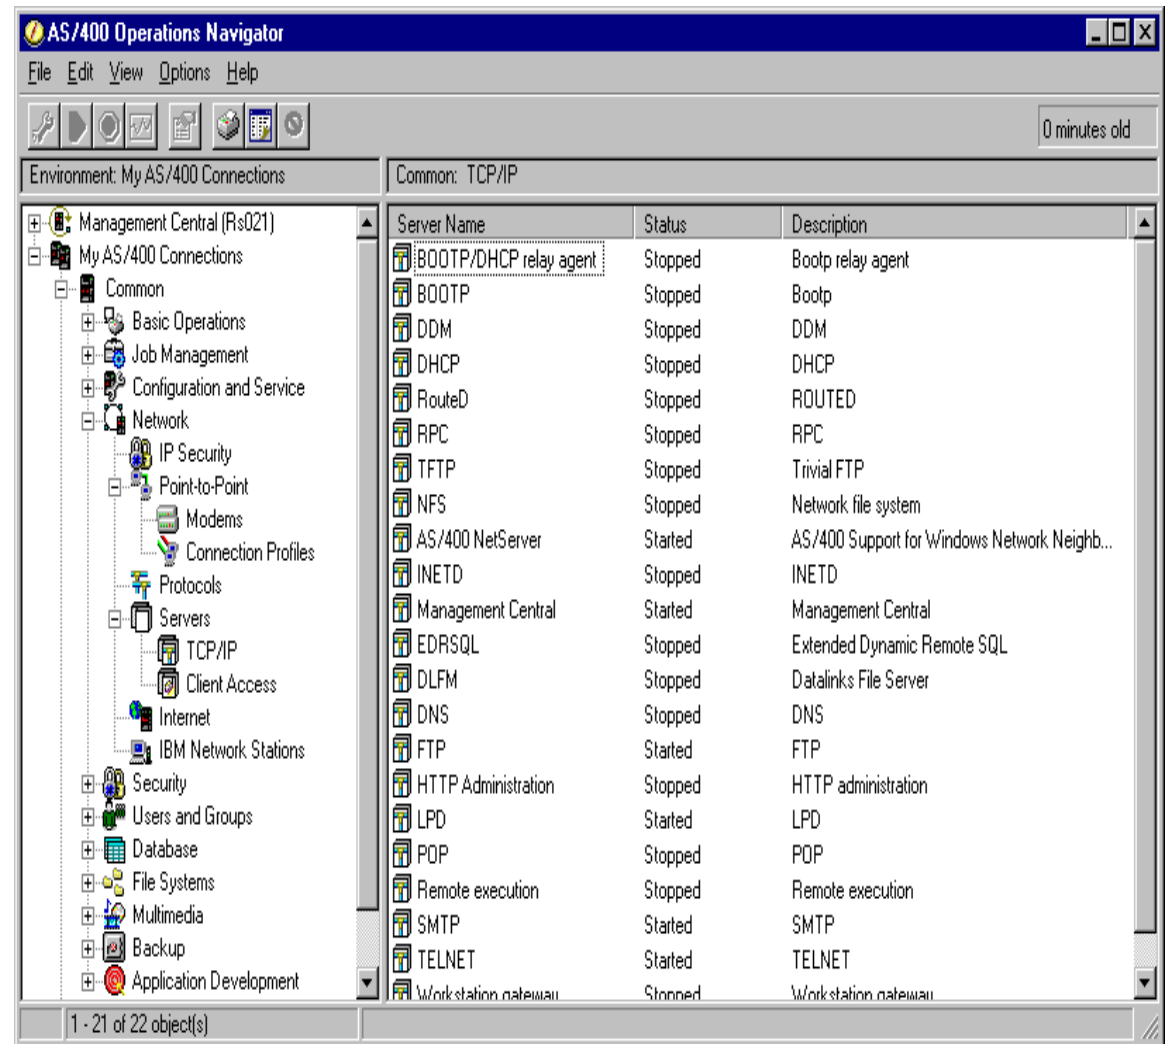 AS/400 Operations Navigator
File Edit View Options Help
0 minutes old
Environment: My AS/400 Connections
Common: TCP/IP
Management Central (Rs021)
My AS/400 Connections
Common
Basic Operations
Job Management
Configuration and Service
Network
IP Security
Point-to-Point
Modems
Connection Profiles
Protocols
Servers
TCP/IP
Client Access
Internet
IBM Network Stations
Security
Users and Groups
Database
File Systems
Multimedia
Backup
Application Development
Server Name Status Description
BOOTP/DHCP relay agent Stopped Bootp relay agent
BOOTP Stopped Bootp
DDM Stopped DDM
DHCP Stopped DHCP
RouteD Stopped ROUTED
RPC Stopped RPC
TFTP Stopped Trivial FTP
NFS Stopped Network file system
AS/400 NetServer Started AS/400 Support for Windows Network Neighb...
INETD Stopped INETD
Management Central Started Management Central
EDRSQL Stopped Extended Dynamic Remote SQL
DLFM Stopped Datalinks File Server
DNS Stopped DNS
FTP Started FTP
HTTP Administration Stopped HTTP administration
LPD Started LPD
POP Stopped POP
Remote execution Stopped Remote execution
SMTP Started SMTP
TELNET Started TELNET
Workstation gateway Stopped Workstation gateway
1 - 21 of 22 object(s)